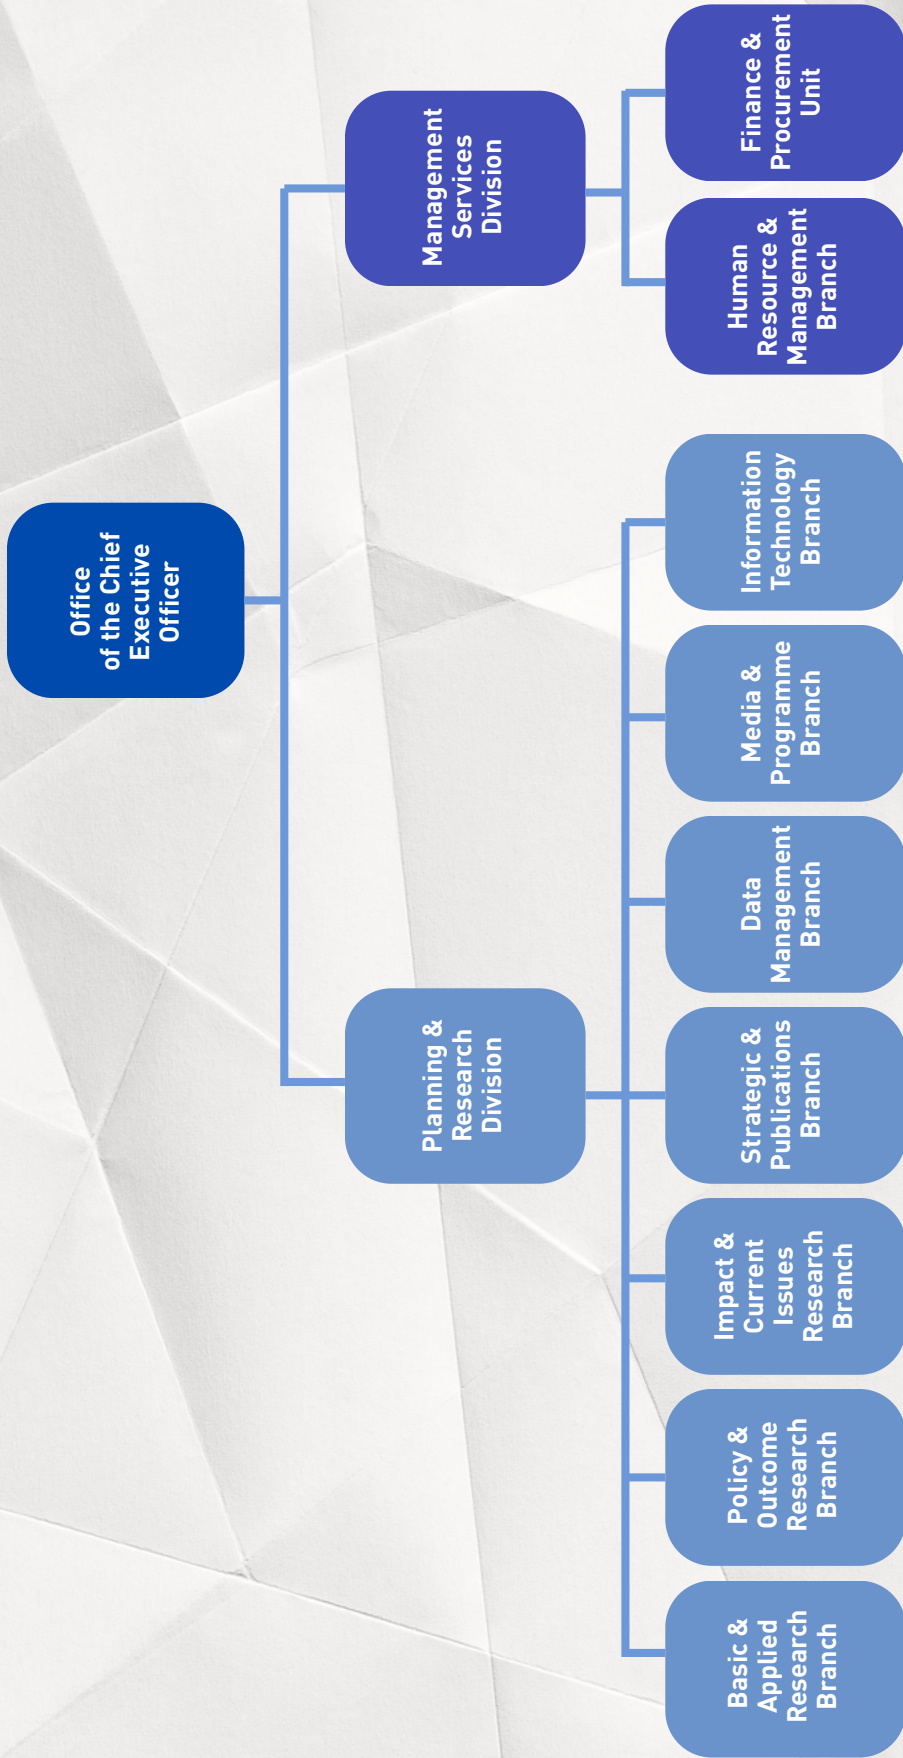 Office
of the Chief
Executive
Officer
Planning &
Research
Division
Management
Services
Division
Basic &
Applied
Research
Branch
Policy &
Outcome
Research
Branch
Impact &
Current
Issues
Research
Branch
Strategic &
Publications
Branch
Data
Management
Branch
Media &
Programme
Branch
Information
Technology
Branch
Human
Resource &
Management
Branch
Finance &
Procurement
Unit